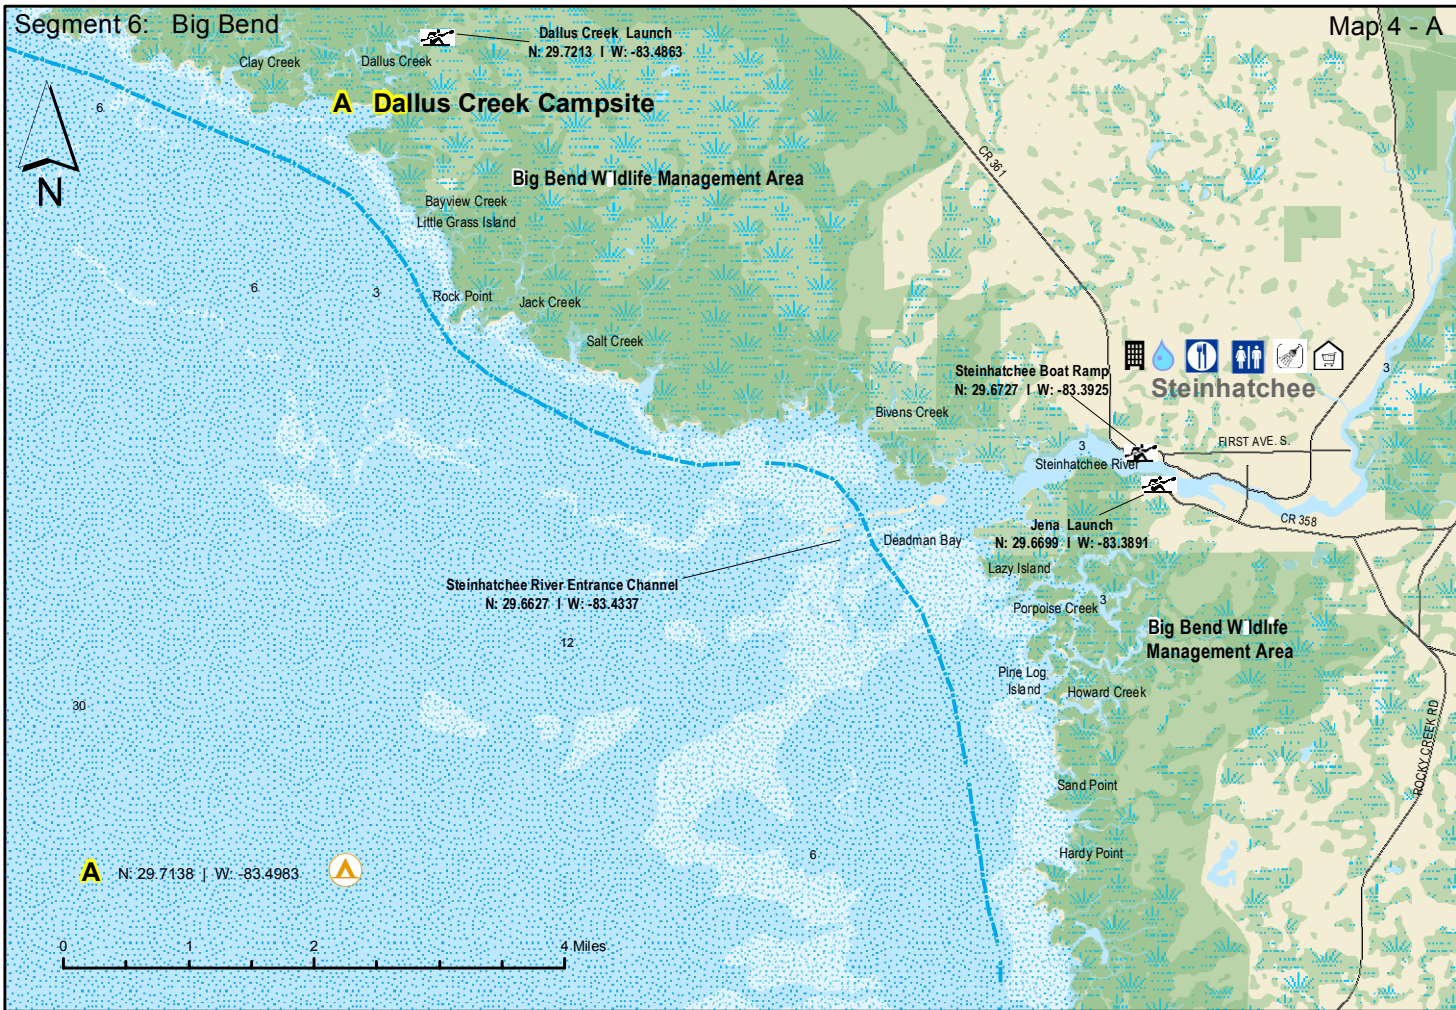 Segment 6: Big Bend
Map 4 - A
Dallus Creek Launch
N: 29.7213 I W: -83.4863
Clay Creek
Dallus Creek
A Dallus Creek Campsite
6
N
CR 361
Big Bend Wildlife Management Area
Bayview Creek
Little Grass Island
6
3
Rock Point
Jack Creek
Salt Creek
Steinhatchee Boat Ramp
N: 29.6727 I W: -83.3925
Steinhatchee
3
Bivens Creek
3
FIRST AVE. S.
Steinhatchee River
CR 358
Jena Launch
N: 29.6699 I W: -83.3891
Deadman Bay
Lazy Island
Steinhatchee River Entrance Channel
N: 29.6627 I W: -83.4337
Porpoise Creek
3
Big Bend Wildlife
Management Area
12
Pine Log
Island
Howard Creek
30
ROCKY CREEK RD
Sand Point
Hardy Point
6
A N: 29.7138 | W: -83.4983
0 1 2 4 Miles